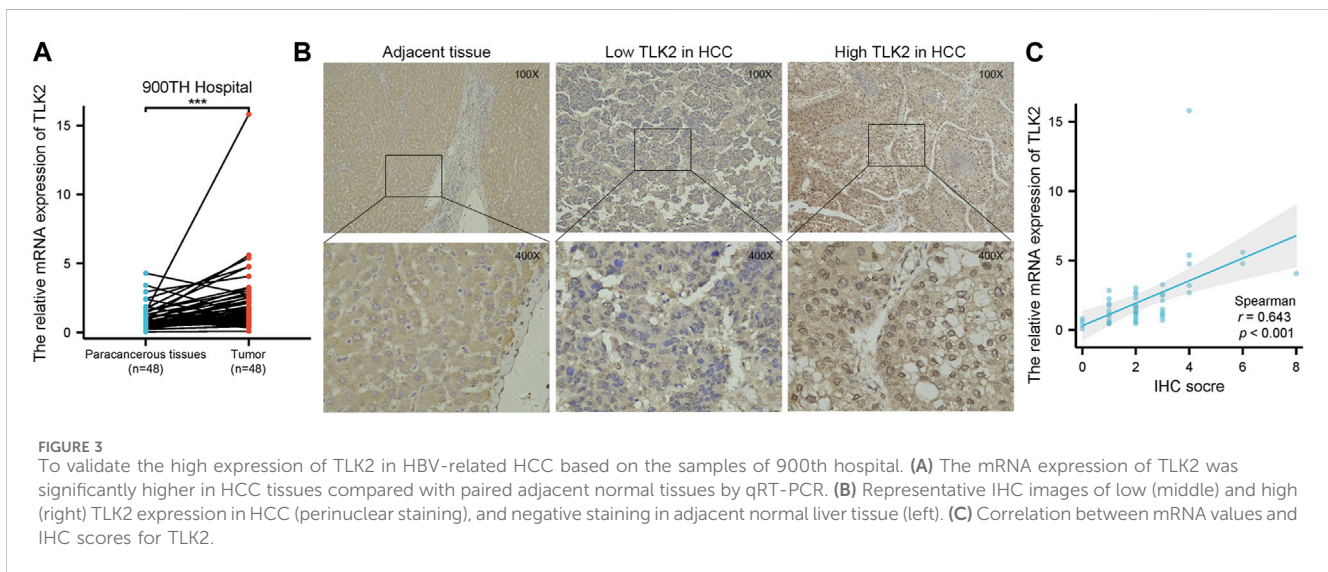 A
900TH Hospital
***
The relative mRNA expression of TLK2
15
10
5
0
Paracancerous tissues
(n=48)
Tumor
(n=48)
B
Adjacent tissue
Low TLK2 in HCC
High TLK2 in HCC
100X
100X
100X
400X
400X
400X
C
The relative mRNA expression of TLK2
15
10
5
0
Spearman
r = 0.643
p < 0.001
0
2
4
6
8
IHC socre
FIGURE 3
To validate the high expression of TLK2 in HBV-related HCC based on the samples of 900th hospital. (A) The mRNA expression of TLK2 was
significantly higher in HCC tissues compared with paired adjacent normal tissues by qRT-PCR. (B) Representative IHC images of low (middle) and high
(right) TLK2 expression in HCC (perinuclear staining), and negative staining in adjacent normal liver tissue (left). (C) Correlation between mRNA values and
IHC scores for TLK2.